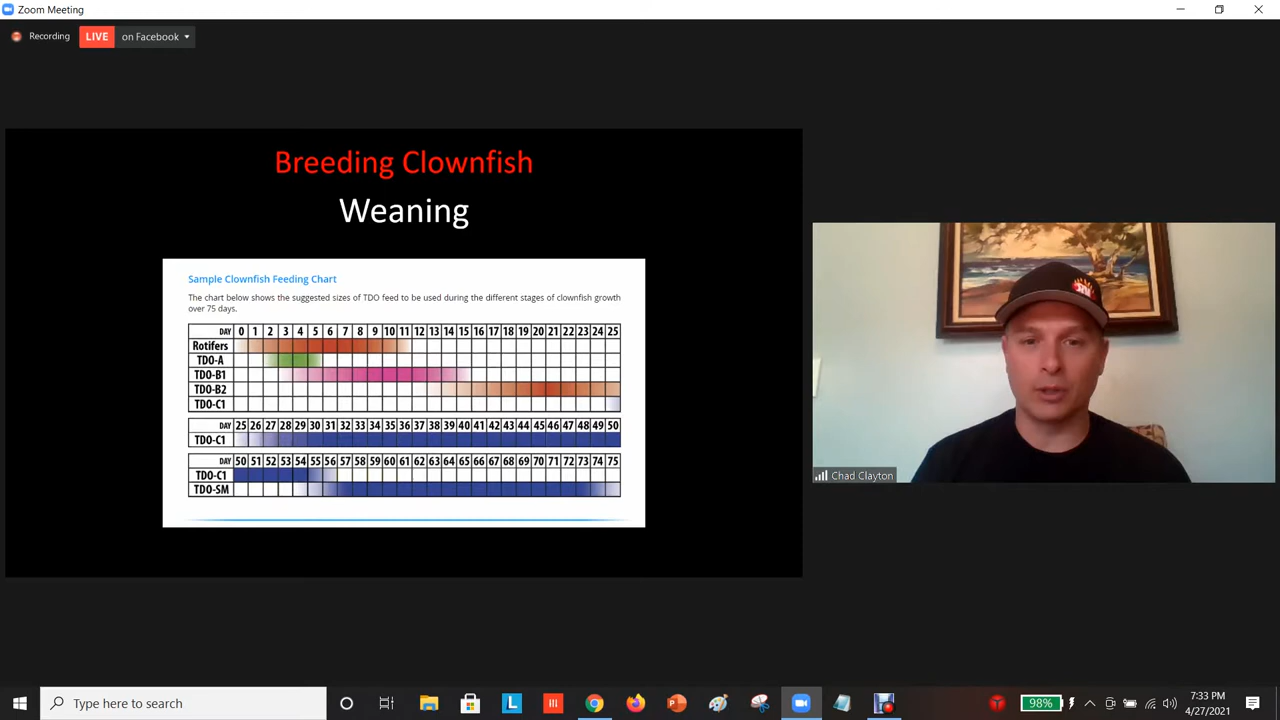 Zoom Meeting
Recording
LIVE
on Facebook
Breeding Clownfish
Weaning
Sample Clownfish Feeding Chart
The chart below shows the suggested sizes of TDO feed to be used during the different stages of clownfish growth
over 75 days.
DAY 0 1 2 3 4 5 6 7 8 9 10 11 12 13 14 15 16 17 18 19 20 21 22 23 24 25
Rotifers
TDO-A
TDO-B1
TDO-B2
TDO-C1
DAY 25 26 27 28 29 30 31 32 33 34 35 36 37 38 39 40 41 42 43 44 45 46 47 48 49 50
TDO-C1
DAY 50 51 52 53 54 55 56 57 58 59 60 61 62 63 64 65 66 67 68 69 70 71 72 73 74 75
TDO-C1
TDO-SM
Chad Clayton
Type here to search
L
98%
7:33 PM
4/27/2021